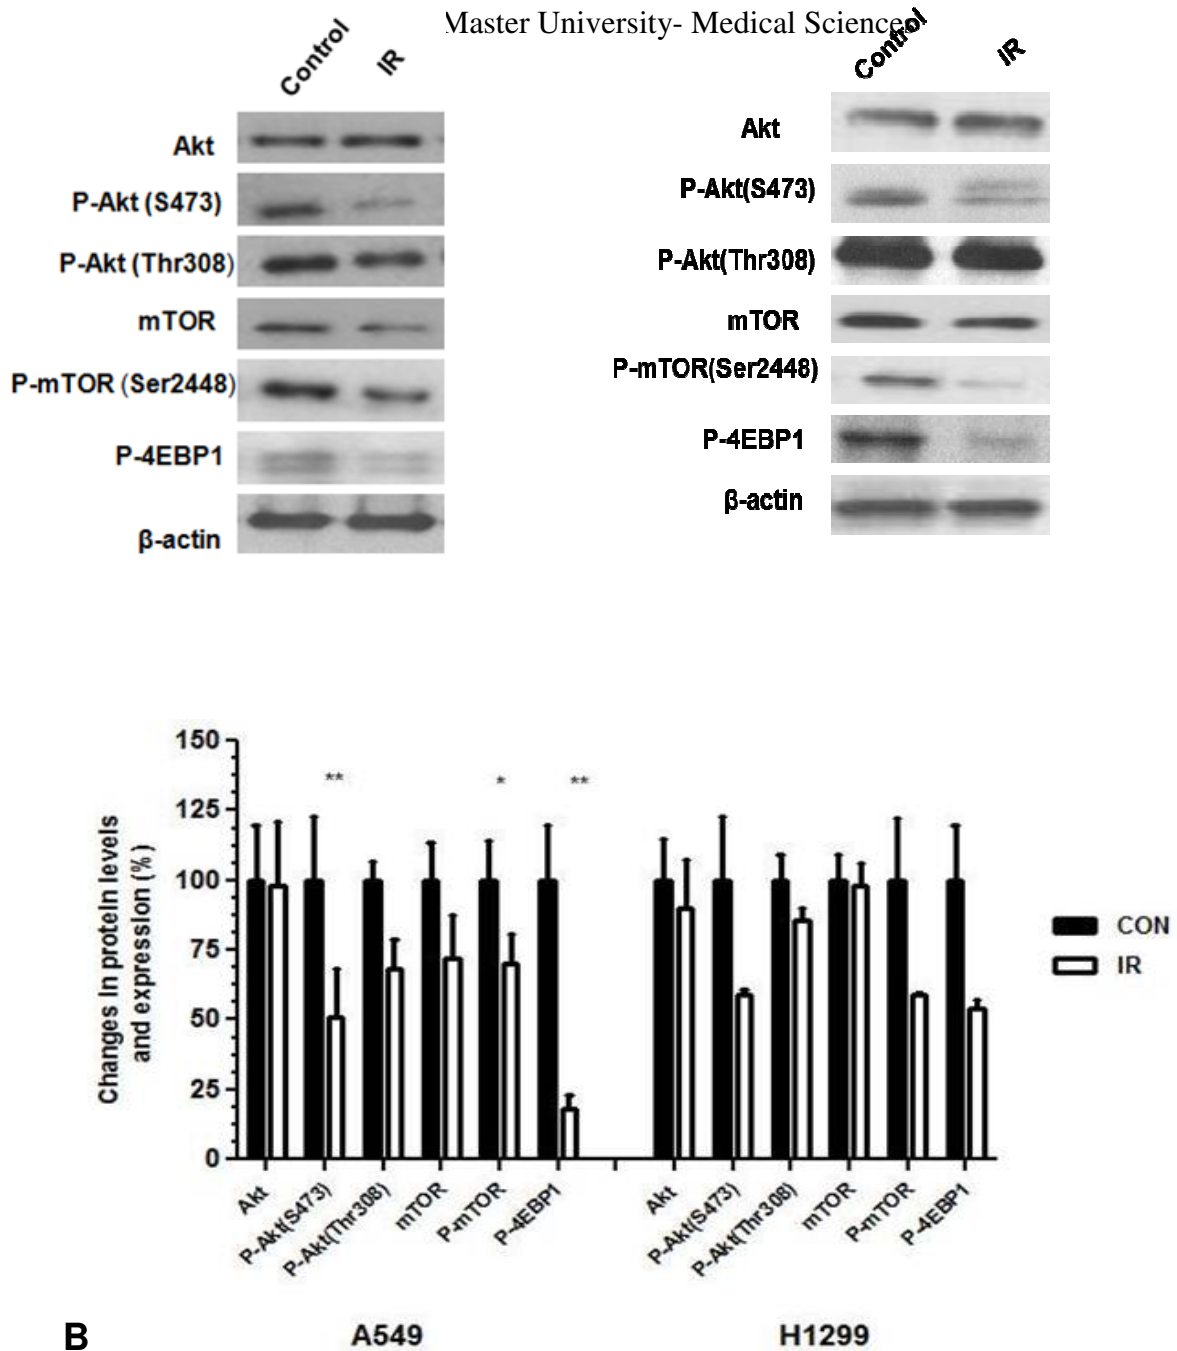 Master University- Medical Sciences
Control IR
Akt
P-Akt (S473)
P-Akt (Thr308)
mTOR
P-mTOR (Ser2448)
P-4EBP1
β-actin
Control IR
Akt
P-Akt(S473)
P-Akt(Thr308)
mTOR
P-mTOR(Ser2448)
P-4EBP1
β-actin
Changes in protein levels
and expression (%)
150
125
100
75
50
25
0
** * **
CON
IR
Akt P-Akt(S473) P-Akt(Thr308) mTOR P-mTOR P-4EBP1 Akt P-Akt(S473) P-Akt(Thr308) mTOR P-mTOR P-4EBP1
B A549 H1299